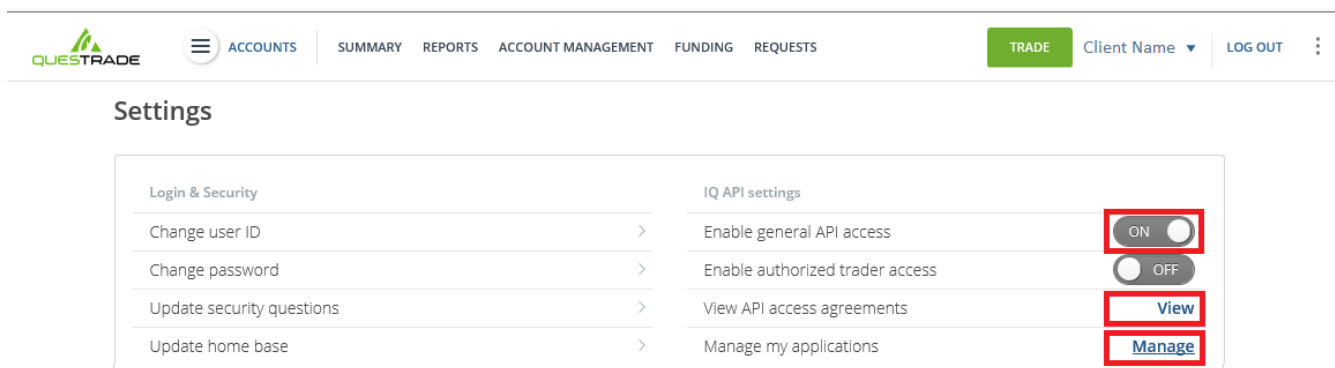 QUESTRADE ACCOUNTS SUMMARY REPORTS ACCOUNT MANAGEMENT FUNDING REQUESTS TRADE Client Name LOG OUT
Settings
Login & Security
Change user ID
Change password
Update security questions
Update home base
IQ API settings
Enable general API access ON
Enable authorized trader access OFF
View API access agreements View
Manage my applications Manage